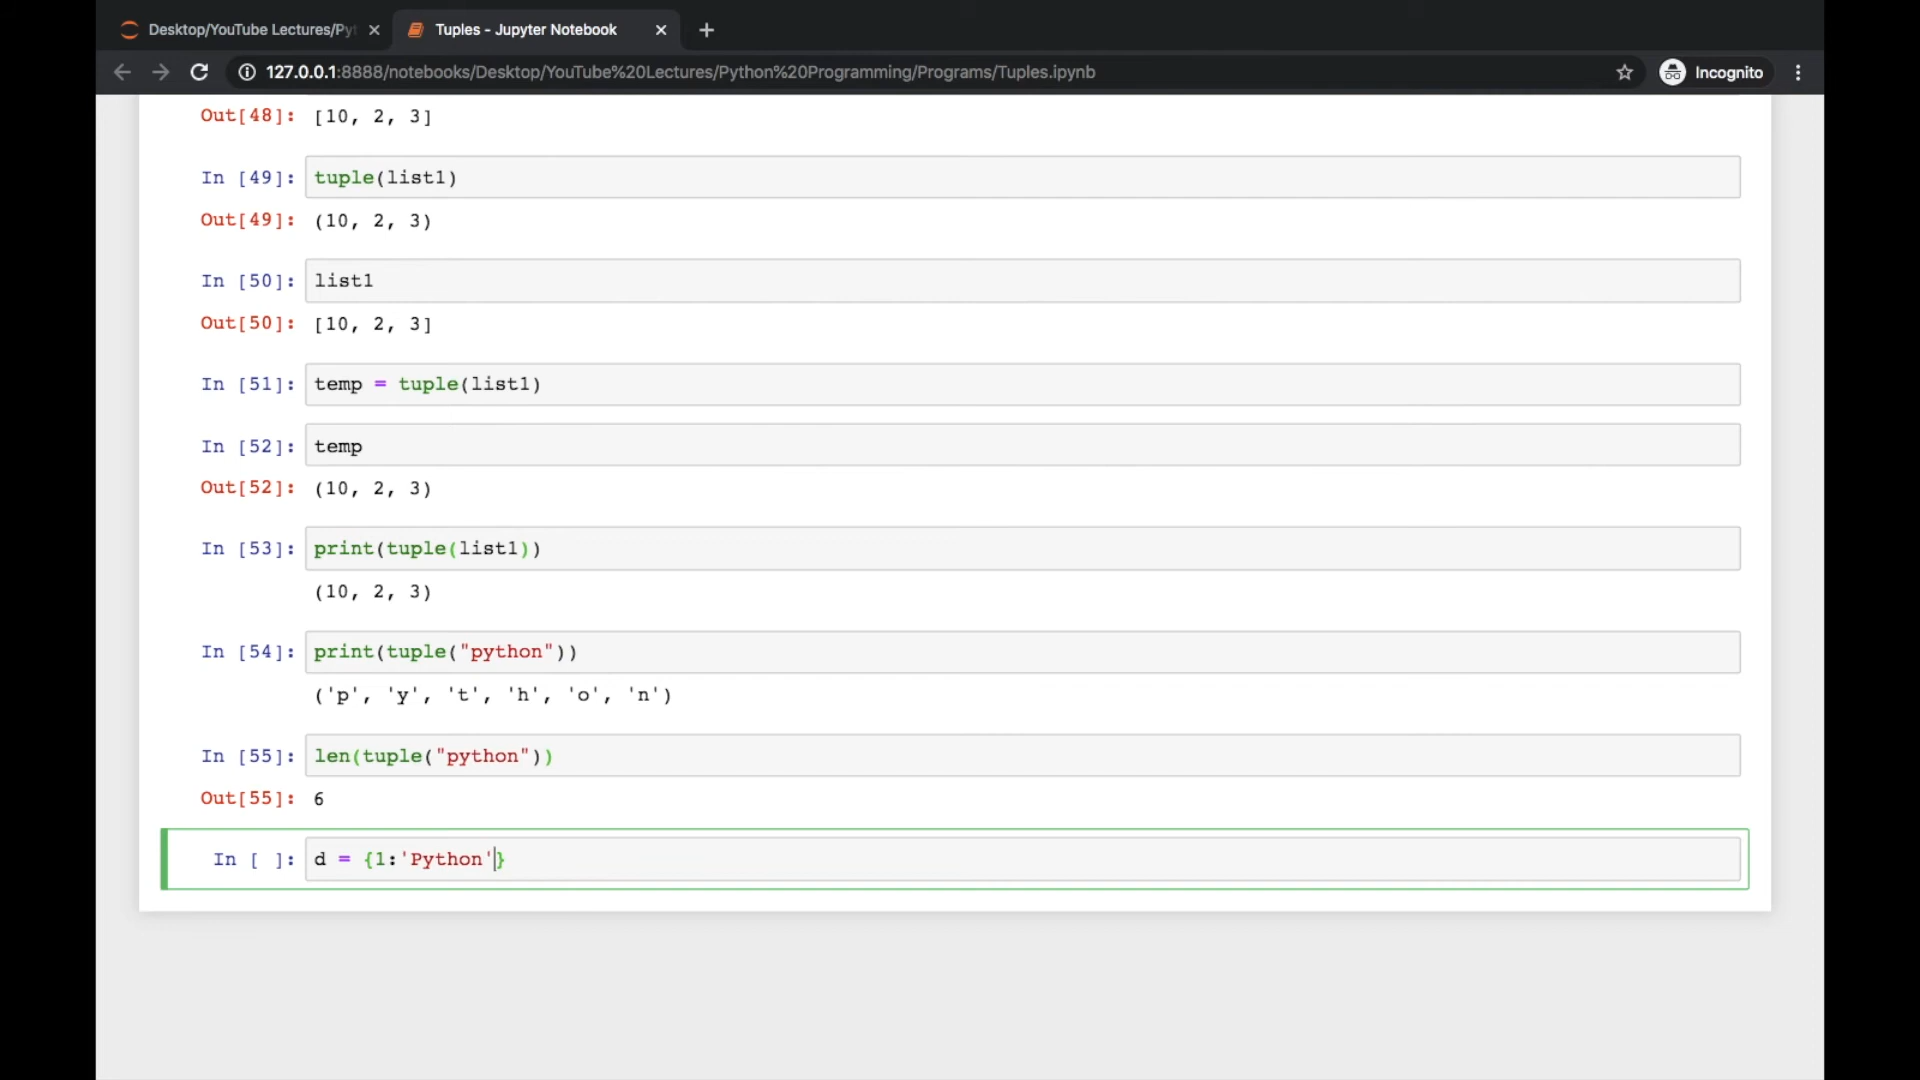 Desktop/YouTube Lectures/Pyt
Tuples - Jupyter Notebook
127.0.0.1:8888/notebooks/Desktop/YouTube%20Lectures/Python%20Programming/Programs/Tuples.ipynb
Incognito
Out[48]: [10, 2, 3]
In [49]: tuple(list1)
Out[49]: (10, 2, 3)
In [50]: list1
Out[50]: [10, 2, 3]
In [51]: temp = tuple(list1)
In [52]: temp
Out[52]: (10, 2, 3)
In [53]: print(tuple(list1))
(10, 2, 3)
In [54]: print(tuple("python"))
('p', 'y', 't', 'h', 'o', 'n')
In [55]: len(tuple("python"))
Out[55]: 6
In [ ]: d = {1:'Python'}